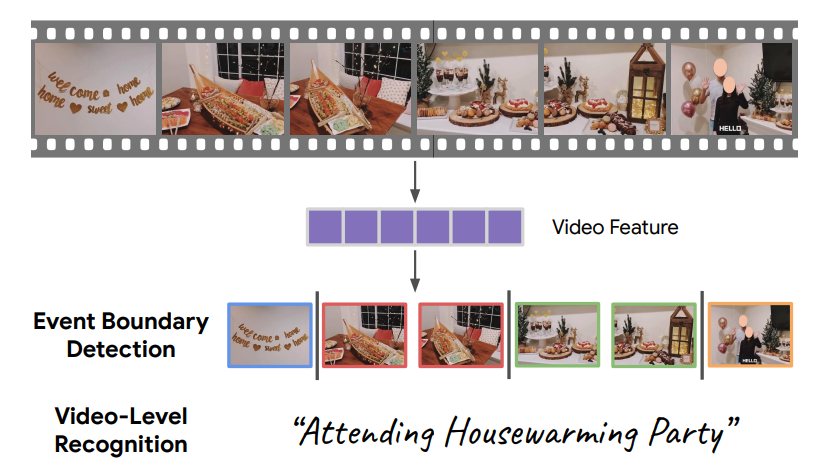 welcome home
home sweet home
HELLO
Video Feature
Event Boundary
Detection
welcome home
home sweet home
HELLO
Video-Level
Recognition
“Attending Housewarming Party”